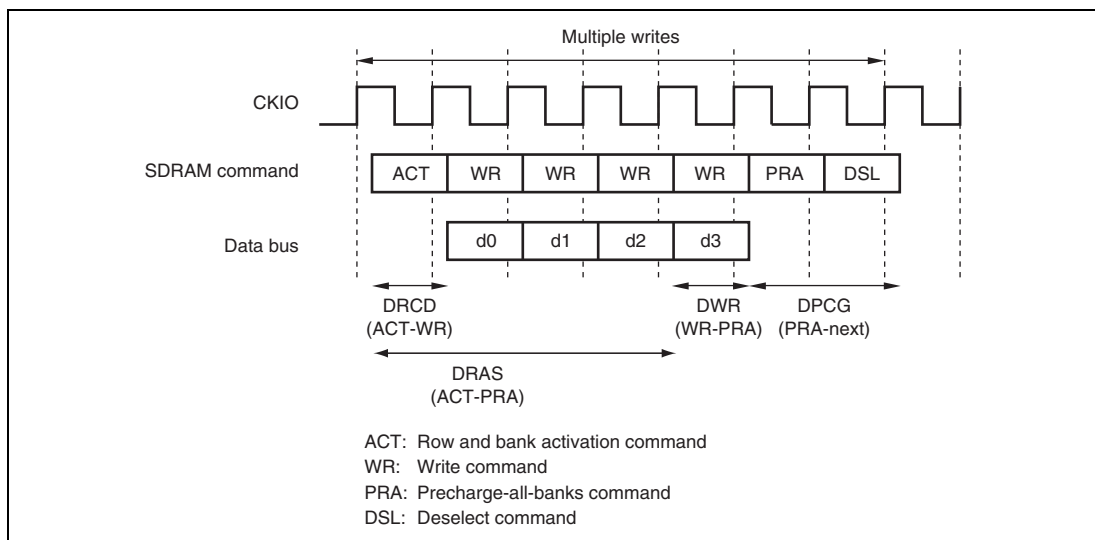 Multiple writes
CKIO
SDRAM command
ACT WR WR WR WR PRA DSL
Data bus
d0 d1 d2 d3
DRCD
(ACT-WR)
DWR
(WR-PRA)
DPCG
(PRA-next)
DRAS
(ACT-PRA)
ACT: Row and bank activation command
WR: Write command
PRA: Precharge-all-banks command
DSL: Deselect command